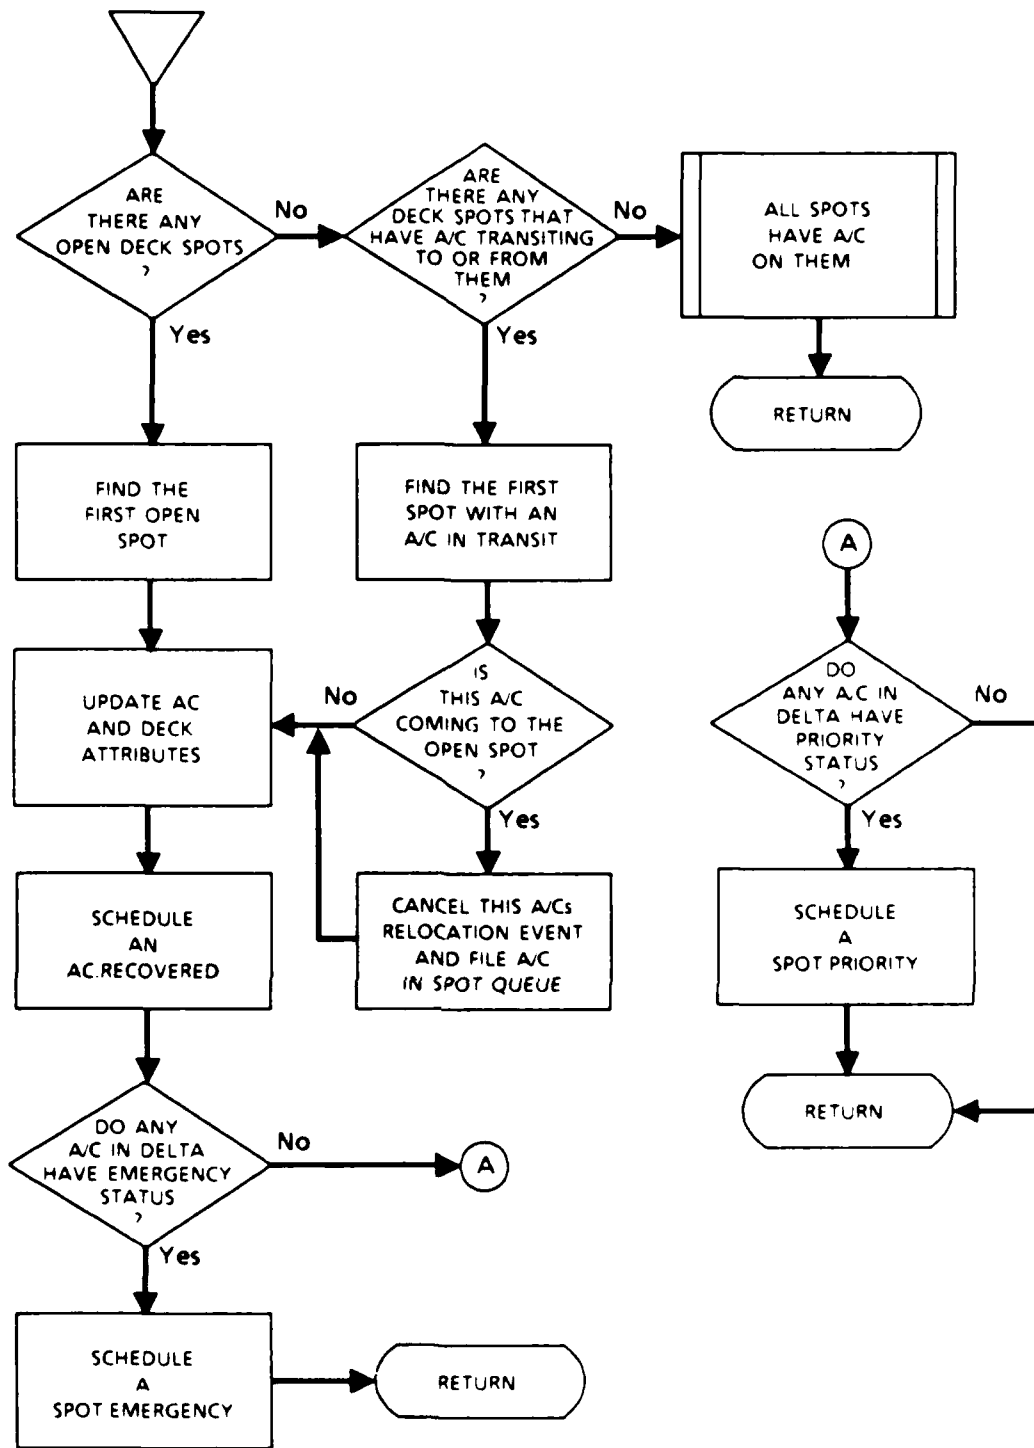 ARE
THERE ANY
OPEN DECK SPOTS
?
No
Yes
ARE
THERE ANY
DECK SPOTS THAT
HAVE A/C TRANSITING
TO OR FROM
THEM
?
No
Yes
ALL SPOTS
HAVE A/C
ON THEM
RETURN
FIND THE
FIRST OPEN
SPOT
FIND THE FIRST
SPOT WITH AN
A/C IN TRANSIT
UPDATE AC
AND DECK
ATTRIBUTES
IS
THIS A/C
COMING TO THE
OPEN SPOT
?
No
Yes
SCHEDULE
AN
AC.RECOVERED
CANCEL THIS A/Cs
RELOCATION EVENT
AND FILE A/C
IN SPOT QUEUE
DO ANY
A/C IN DELTA
HAVE EMERGENCY
STATUS
?
No
A
Yes
SCHEDULE
A
SPOT EMERGENCY
RETURN
A
DO
ANY A/C IN
DELTA HAVE
PRIORITY
STATUS
?
No
Yes
SCHEDULE
A
SPOT PRIORITY
RETURN